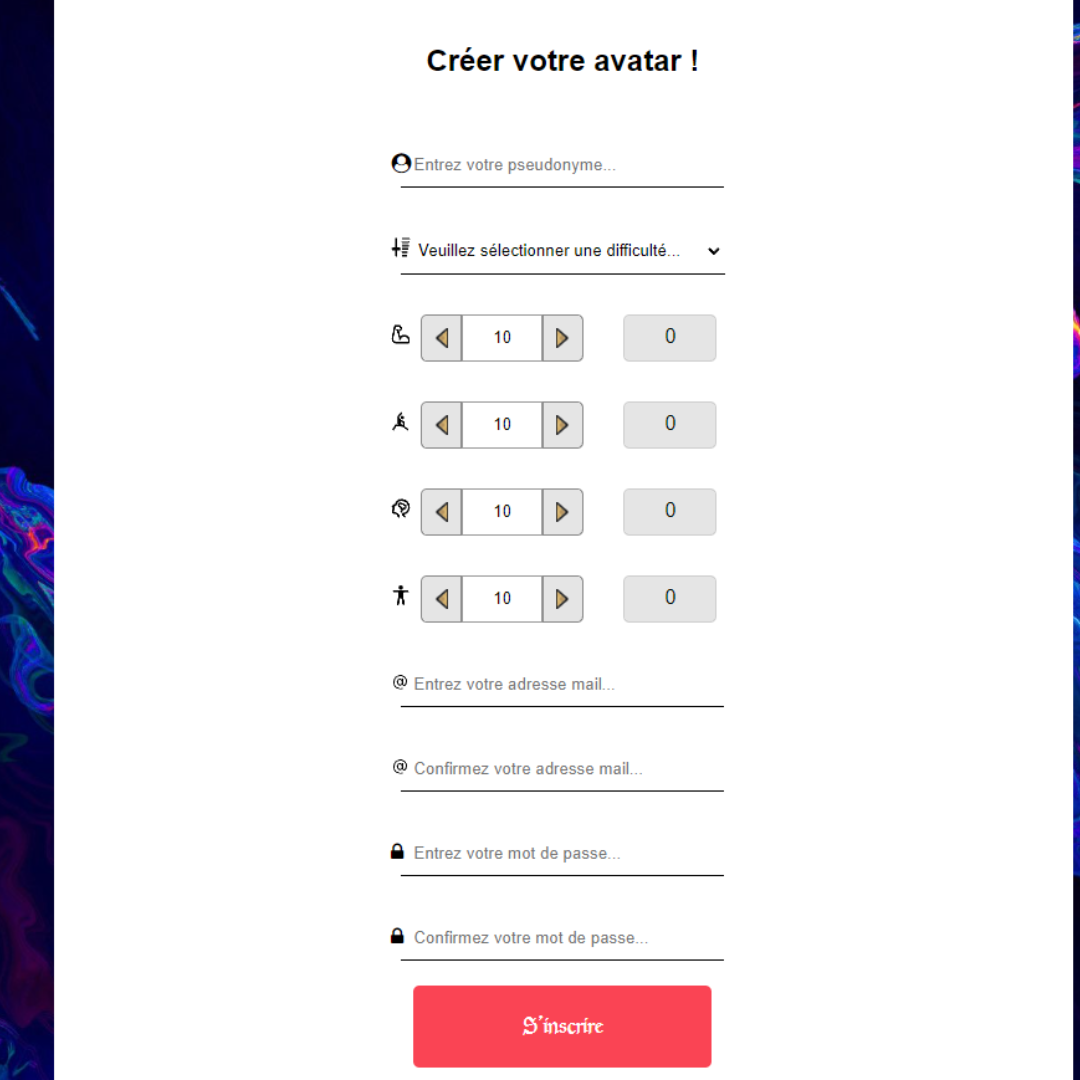 Créer votre avatar !
Entrez votre pseudonyme...
Veuillez sélectionner une difficulté...
10 0
10 0
10 0
10 0
@ Entrez votre adresse mail...
@ Confirmez votre adresse mail...
Entrez votre mot de passe...
Confirmez votre mot de passe...
S'inscrire